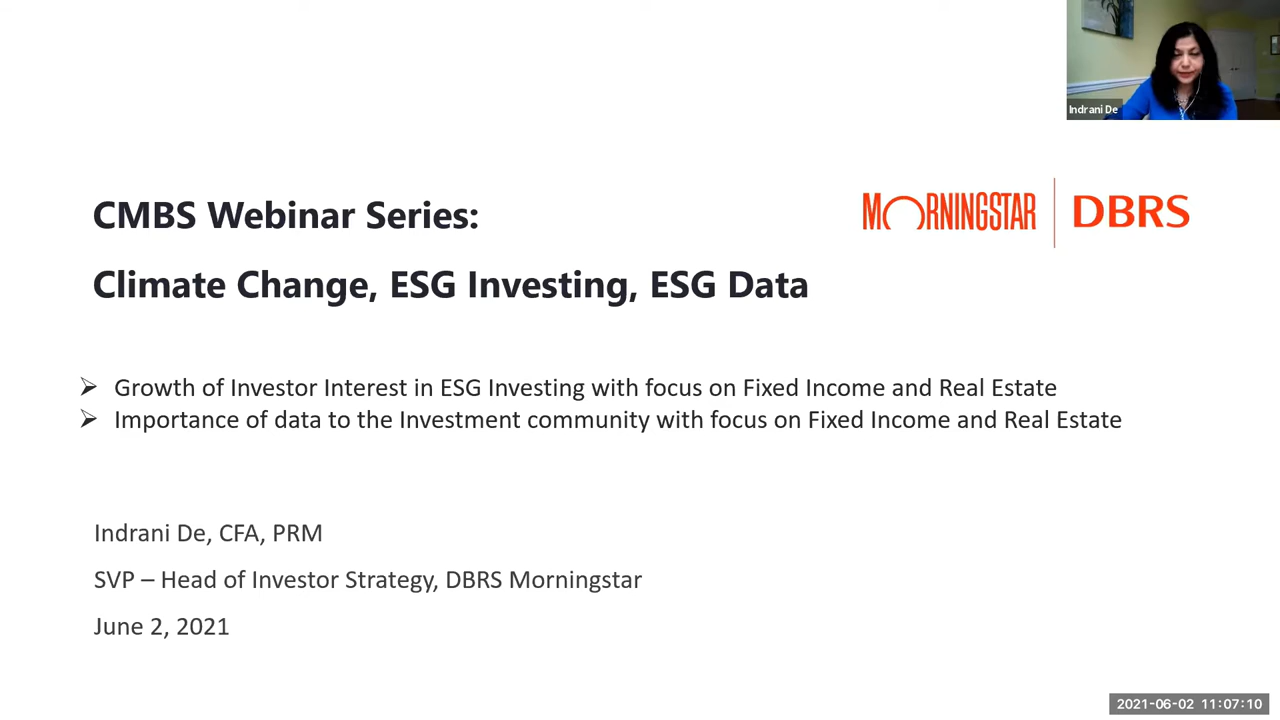 Indrani De
CMBS Webinar Series:
MORNINGSTAR | DBRS
Climate Change, ESG Investing, ESG Data
➢ Growth of Investor Interest in ESG Investing with focus on Fixed Income and Real Estate
➢ Importance of data to the Investment community with focus on Fixed Income and Real Estate
Indrani De, CFA, PRM
SVP – Head of Investor Strategy, DBRS Morningstar
June 2, 2021
2021-06-02 11:07:10